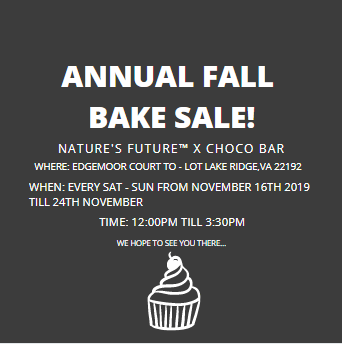 ANNUAL FALL
BAKE SALE!
NATURE'S FUTURE™ X CHOCO BAR
WHERE: EDGEMOOR COURT TO - LOT LAKE RIDGE,VA 22192
WHEN: EVERY SAT - SUN FROM NOVEMBER 16TH 2019
TILL 24TH NOVEMBER
TIME: 12:00PM TILL 3:30PM
WE HOPE TO SEE YOU THERE...